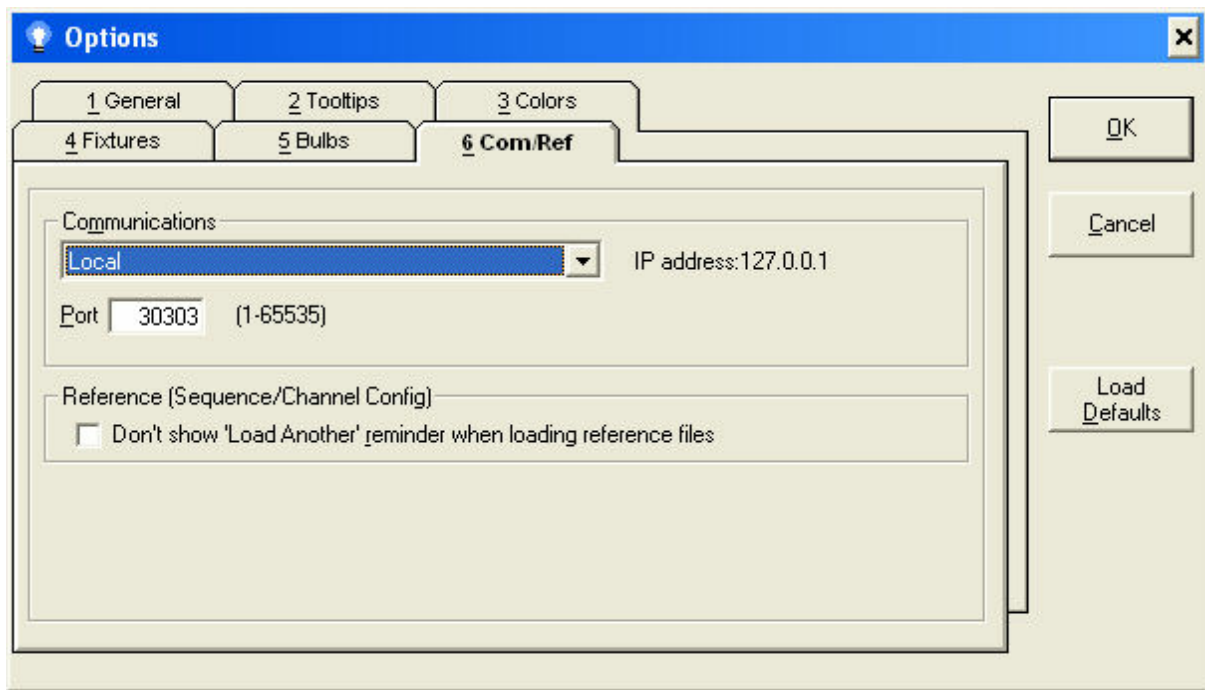 Options
1 General
2 Tooltips
3 Colors
4 Fixtures
5 Bulbs
6 Com/Ref
OK
Cancel
Load
Defaults
Communications
Local
IP address:127.0.0.1
Port 30303 (1-65535)
Reference (Sequence/Channel Config)
Don't show 'Load Another' reminder when loading reference files